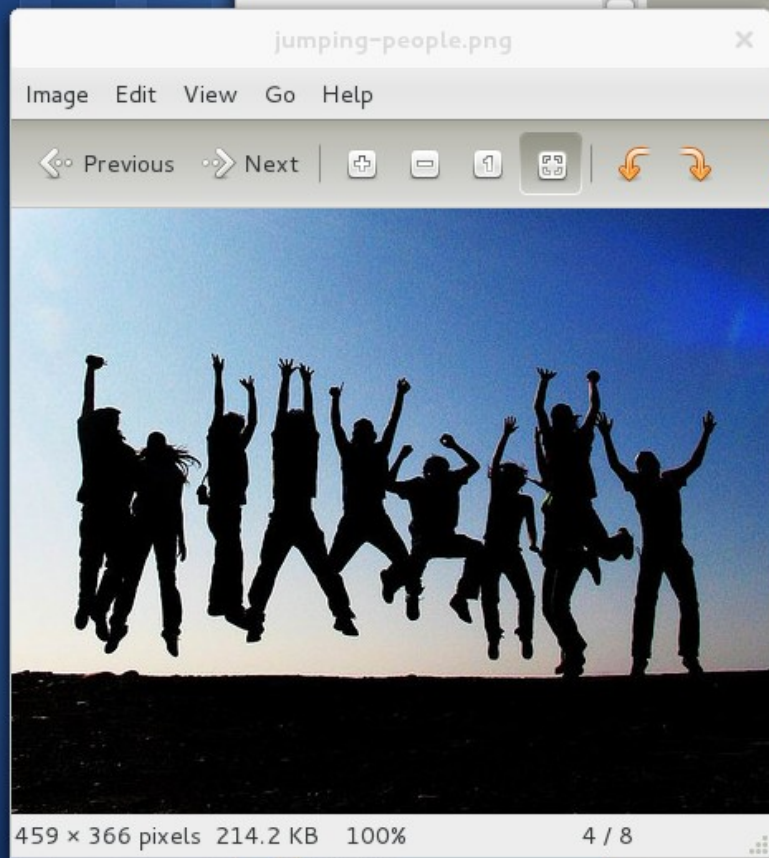 jumping-people.png
Image Edit View Go Help
Previous Next
459 × 366 pixels 214.2 KB 100% 4 / 8